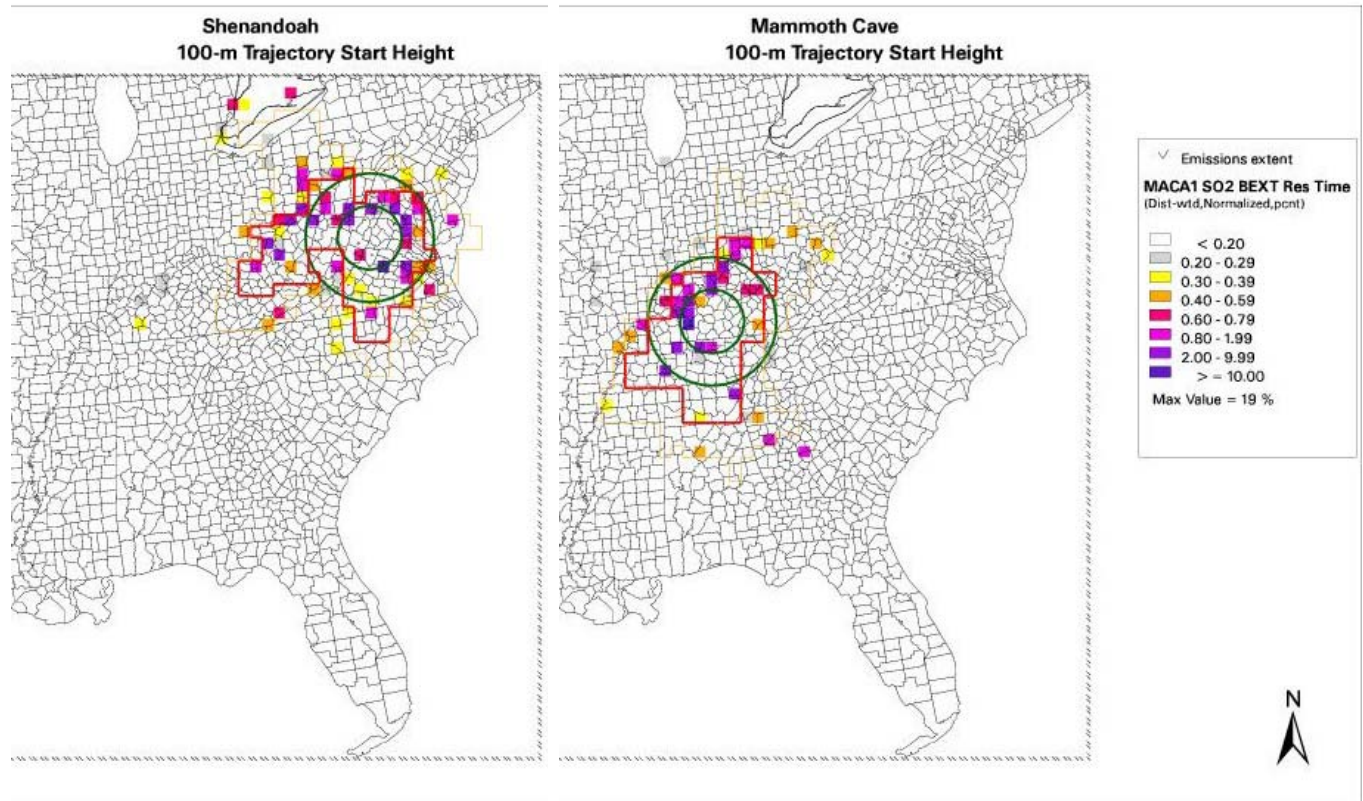 Shenandoah
100-m Trajectory Start Height
Mammoth Cave
100-m Trajectory Start Height
Emissions extent
MACA1 SO2 BEXT Res Time
(Dist-wtd,Normalized,pcnt)
< 0.20
0.20 - 0.29
0.30 - 0.39
0.40 - 0.59
0.60 - 0.79
0.80 - 1.99
2.00 - 9.99
> = 10.00
Max Value = 19 %
N